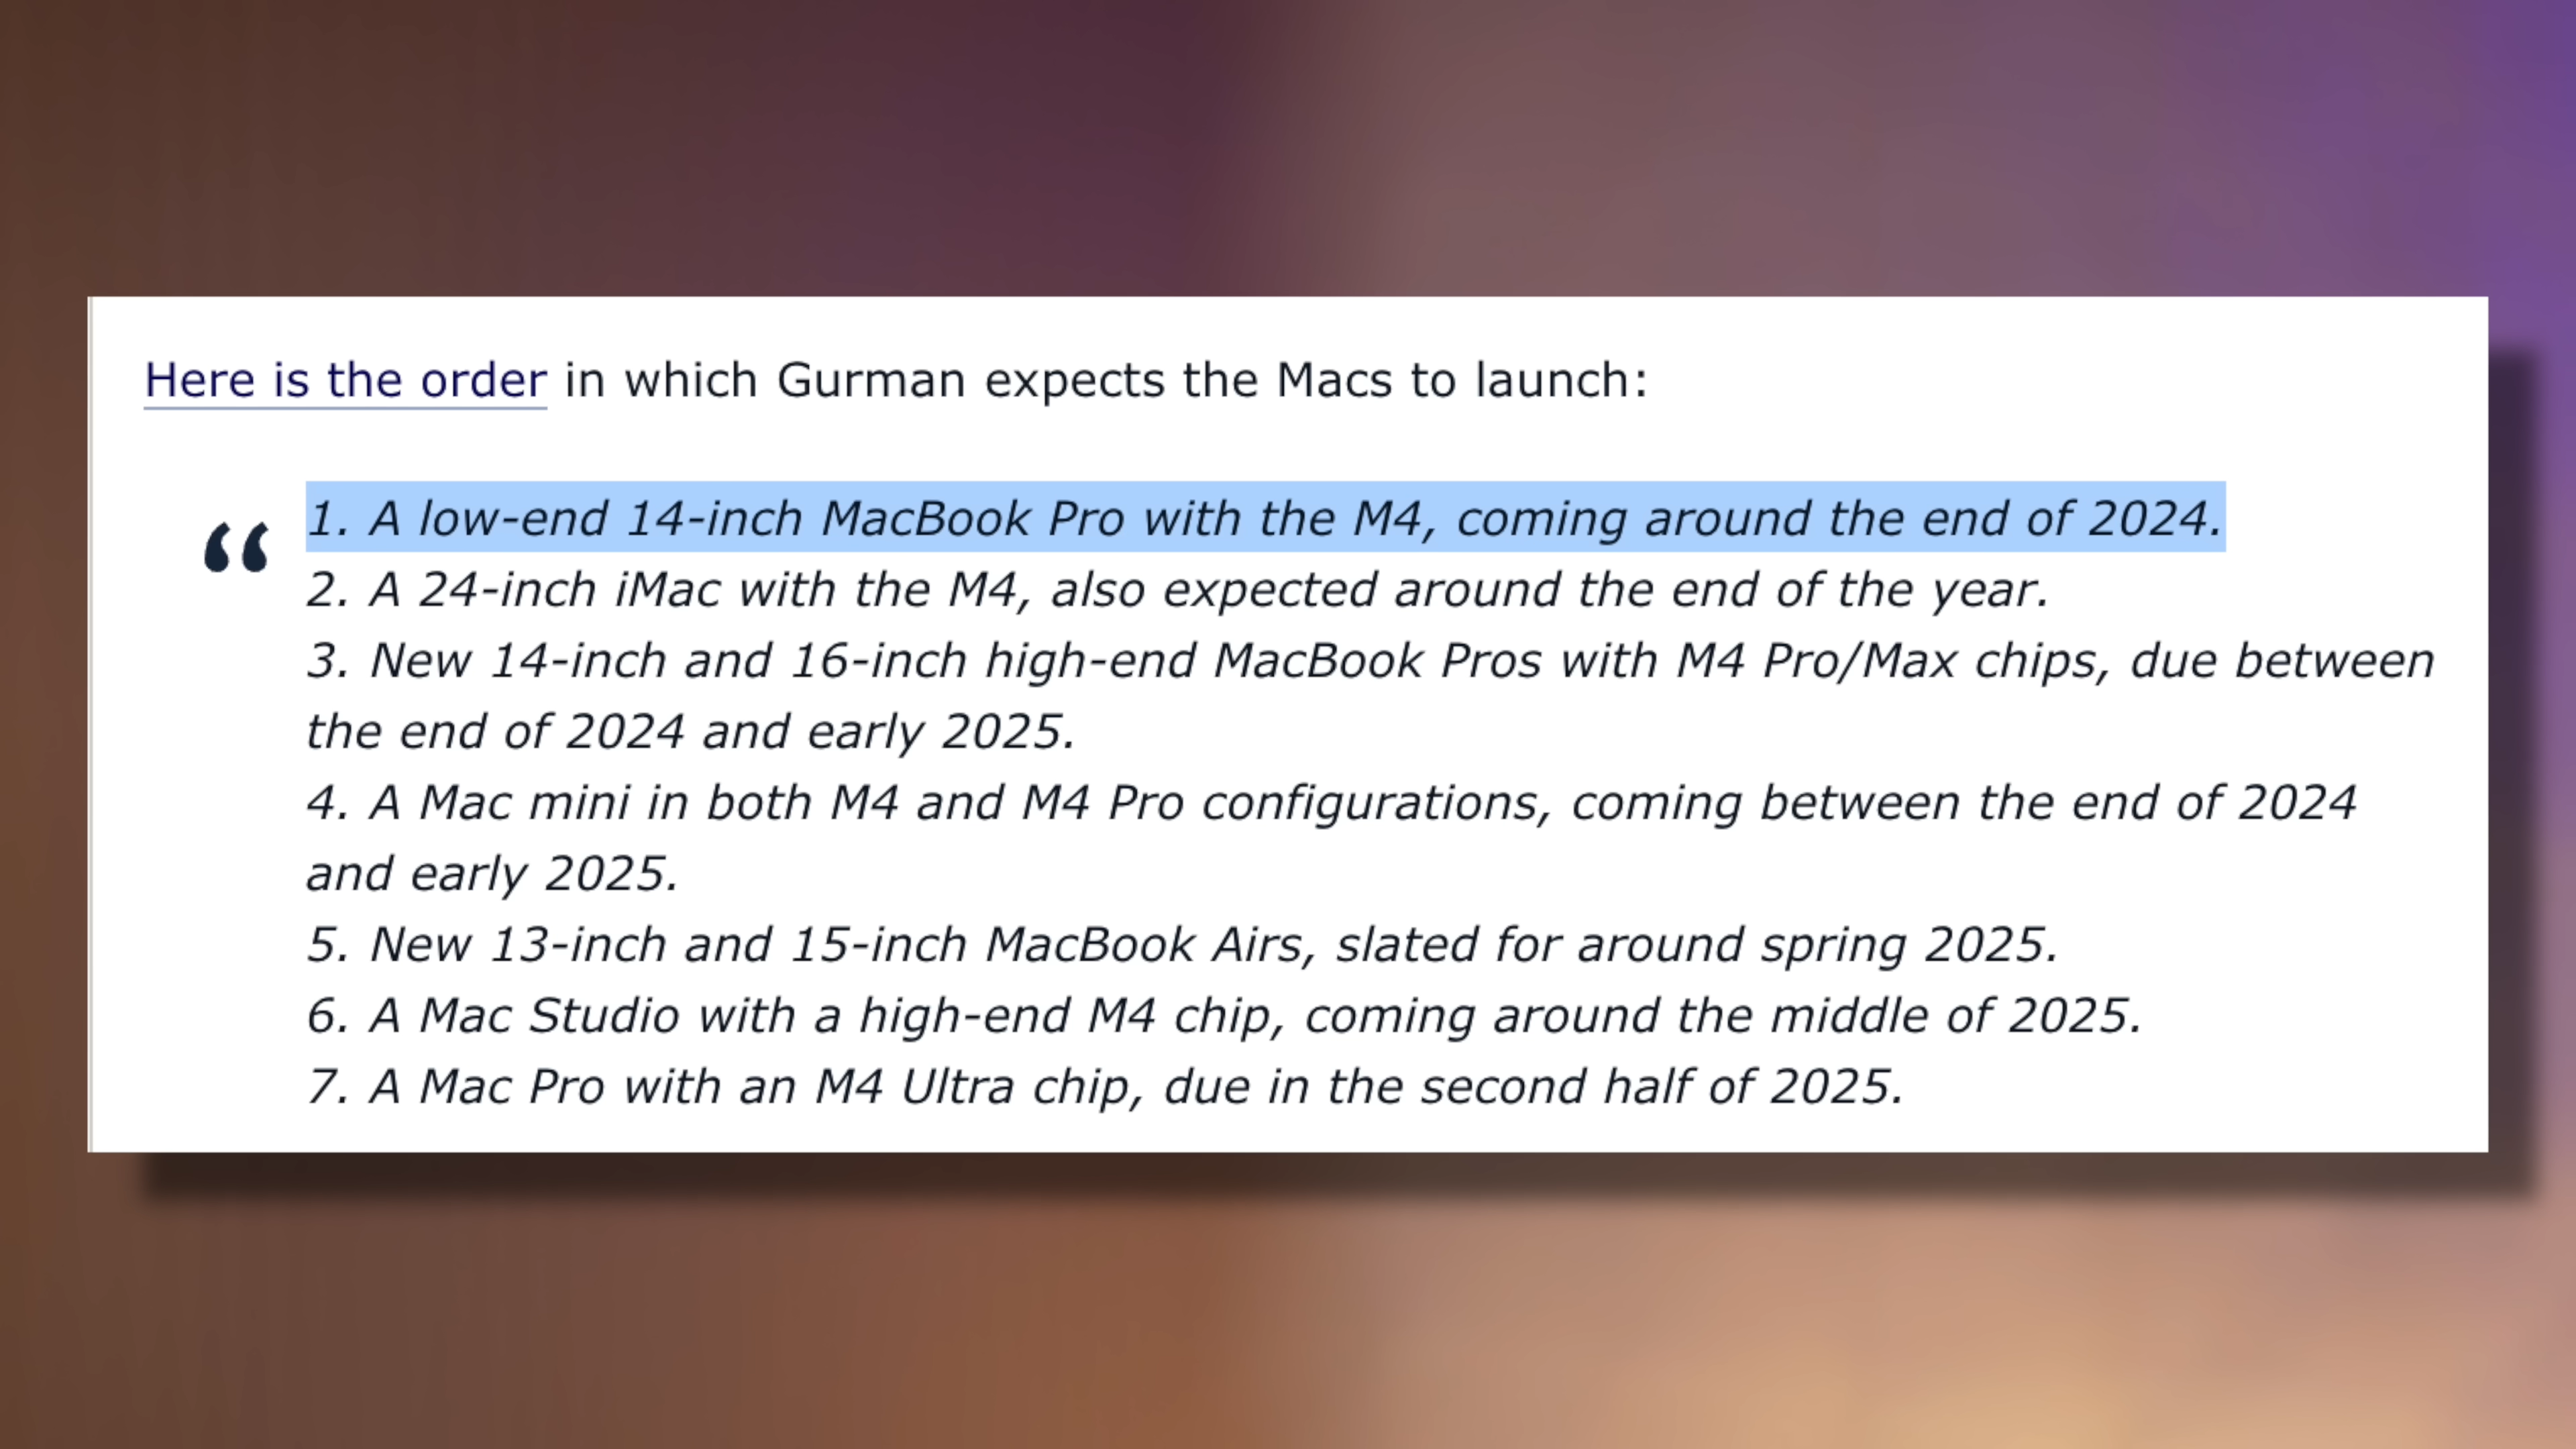 Here is the order in which Gurman expects the Macs to launch:
“
1. A low-end 14-inch MacBook Pro with the M4, coming around the end of 2024.
2. A 24-inch iMac with the M4, also expected around the end of the year.
3. New 14-inch and 16-inch high-end MacBook Pros with M4 Pro/Max chips, due between
the end of 2024 and early 2025.
4. A Mac mini in both M4 and M4 Pro configurations, coming between the end of 2024
and early 2025.
5. New 13-inch and 15-inch MacBook Airs, slated for around spring 2025.
6. A Mac Studio with a high-end M4 chip, coming around the middle of 2025.
7. A Mac Pro with an M4 Ultra chip, due in the second half of 2025.